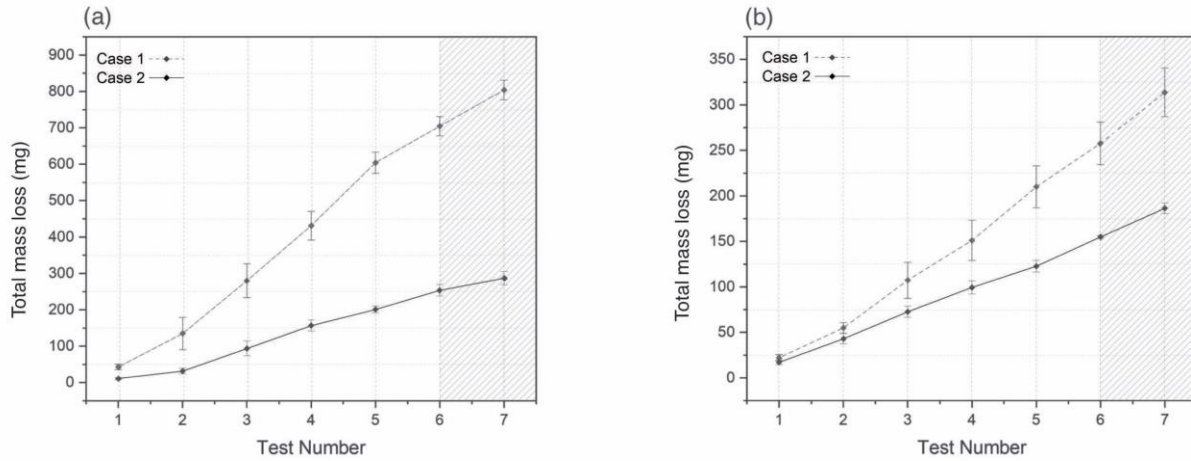 (a)
Case 1
Case 2
Total mass loss (mg)
900
800
700
600
500
400
300
200
100
0
1 2 3 4 5 6 7
Test Number
(b)
Case 1
Case 2
Total mass loss (mg)
350
300
250
200
150
100
50
0
1 2 3 4 5 6 7
Test Number